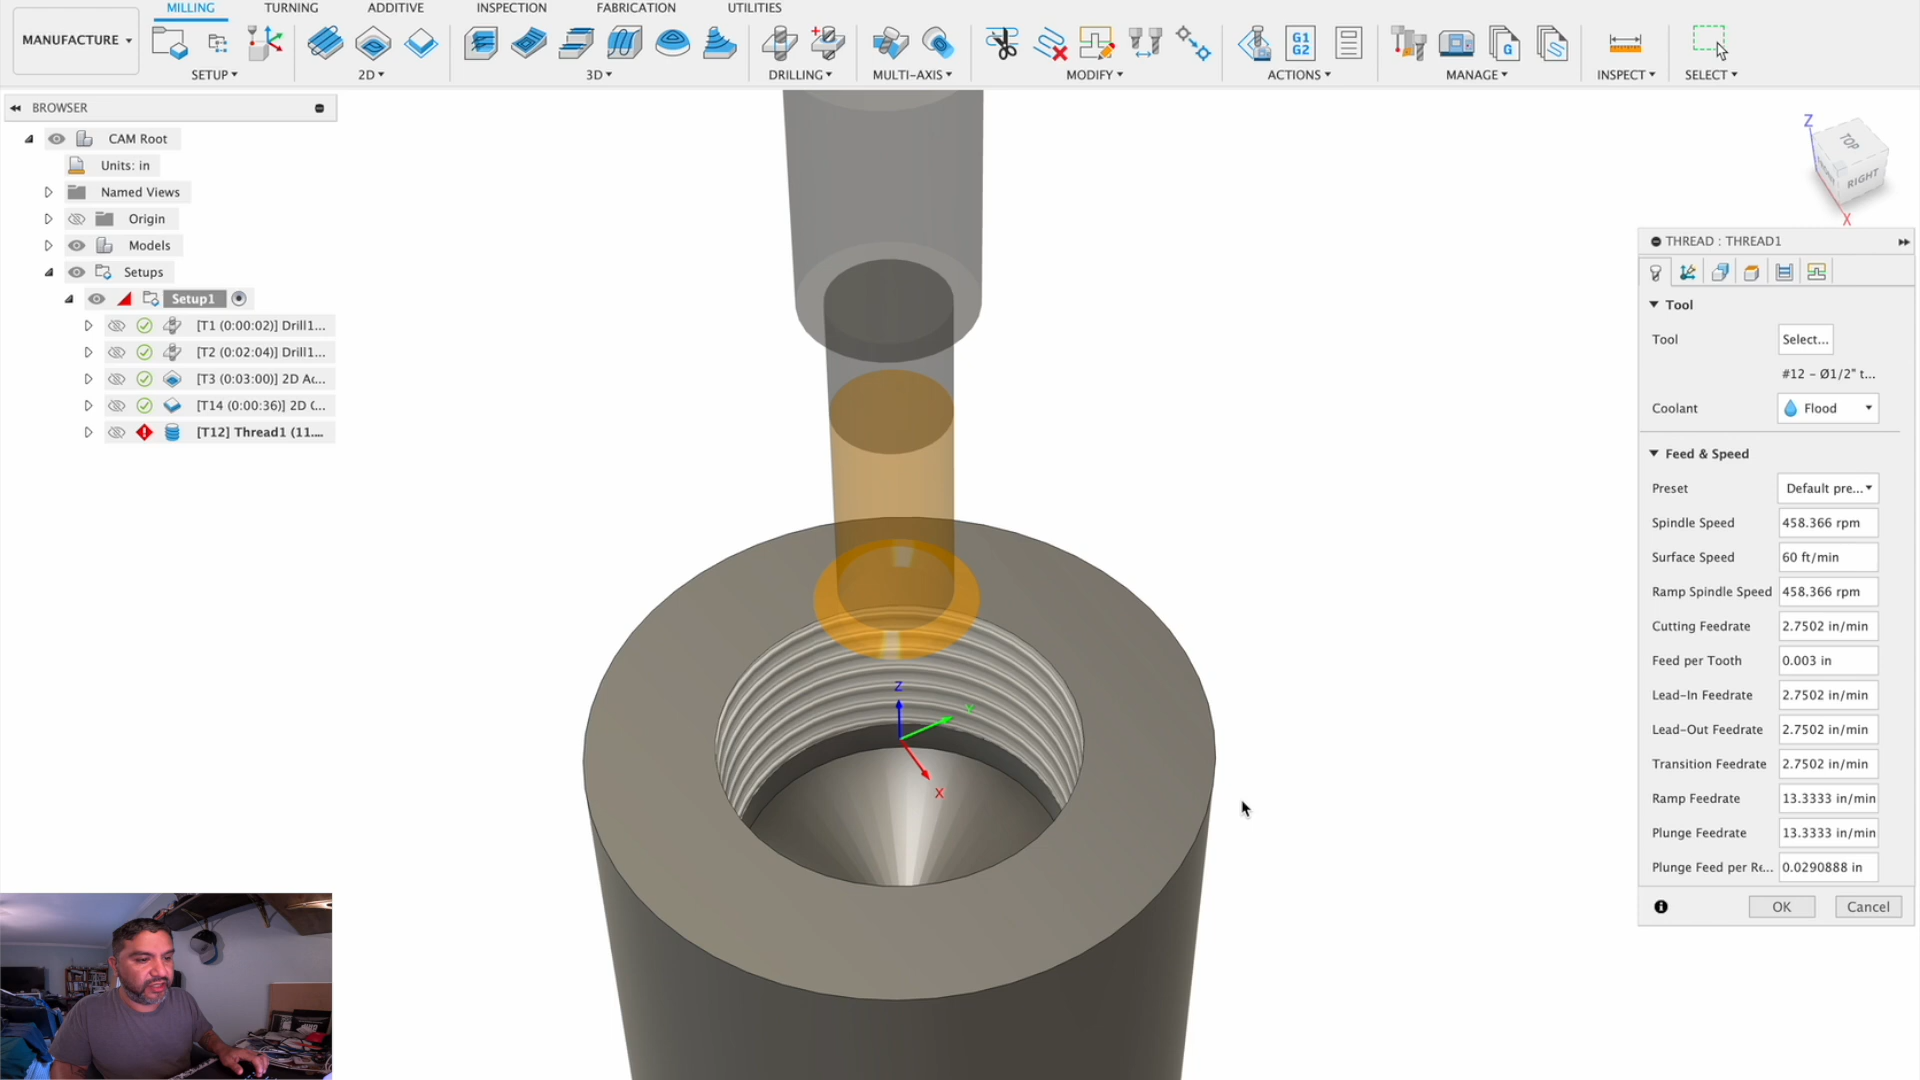 MILLING
TURNING
ADDITIVE
INSPECTION
FABRICATION
UTILITIES
MANUFACTURE
G1
G2
G
SETUP
2D
3D
DRILLING
MULTI-AXIS
MODIFY
ACTIONS
MANAGE
INSPECT
SELECT
BROWSER
CAM Root
Units: in
Named Views
Origin
Models
Setups
Setup1
[T1 (0:00:02)] Drill1...
[T2 (0:02:04)] Drill1...
[T3 (0:03:00)] 2D Ac...
[T14 (0:00:36)] 2D C...
[T12] Thread1 (11....
Z
TOP
RIGHT
X
Z
Y
X
THREAD : THREAD1
Tool
Tool
Select...
#12 - Ø1/2" t...
Coolant
Flood
Feed & Speed
Preset
Default pre...
Spindle Speed
458.366 rpm
Surface Speed
60 ft/min
Ramp Spindle Speed
458.366 rpm
Cutting Feedrate
2.7502 in/min
Feed per Tooth
0.003 in
Lead-In Feedrate
2.7502 in/min
Lead-Out Feedrate
2.7502 in/min
Transition Feedrate
2.7502 in/min
Ramp Feedrate
13.3333 in/min
Plunge Feedrate
13.3333 in/min
Plunge Feed per Re...
0.0290888 in
OK
Cancel